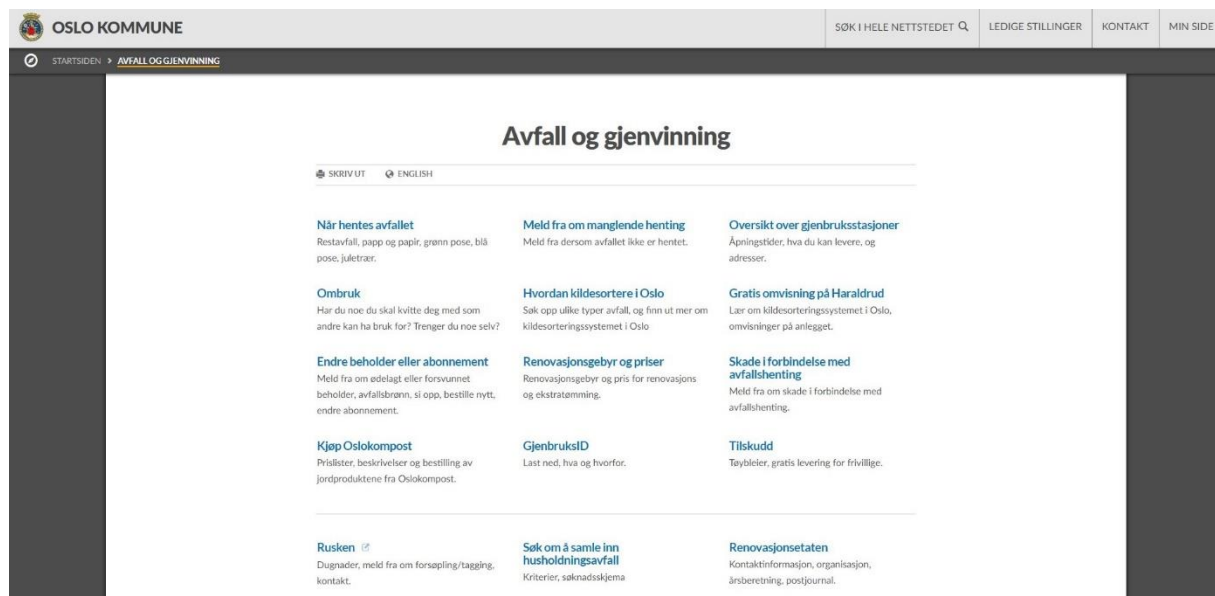 OSLO KOMMUNE
SØK I HELE NETTSTEDET
LEDIGE STILLINGER
KONTAKT
MIN SIDE
STARTSIDEN > AVFALL OG GJENVINNING
Avfall og gjenvinning
SKRIV UT
ENGLISH
Når hentes avfallet
Restavfall, papp og papir, grønn pose, blå
pose, juletrær.
Meld fra om manglende henting
Meld fra dersom avfallet ikke er hentet.
Oversikt over gjenbruksstasjoner
Åpningstider, hva du kan levere, og
adresser.
Ombruk
Har du noe du skal kvitte deg med som
andre kan ha bruk for? Trenger du noe selv?
Hvordan kildesortere i Oslo
Søk opp ulike typer avfall, og finn ut mer om
kildesorteringssystemet i Oslo
Gratis omvisning på Haraldrud
Lær om kildesorteringssystemet i Oslo,
omvisninger på anlegget.
Endre beholder eller abonnement
Meld fra om ødelagt eller forsvunnet
beholder, avfallsbrønn, si opp, bestille nytt,
endre abonnement.
Renovasjonsgebyr og priser
Renovasjonsgebyr og pris for renovasjons
og ekstratømming.
Skade i forbindelse med
avfallshenting
Meld fra om skade i forbindelse med
avfallshenting.
Kjøp Oslokompost
Prislister, beskrivelser og bestilling av
jordproduktene fra Oslokompost.
GjenbruksID
Last ned, hva og hvorfor.
Tilskudd
Tøybleier, gratis levering for frivillige.
Rusken
Dugnader, meld fra om forsøpling/tagging,
kontakt.
Søk om å samle inn
husholdningsavfall
Kriterier, søknadsskjema
Renovasjonsetaten
Kontaktinformasjon, organisasjon,
årsberetning, postjournal.